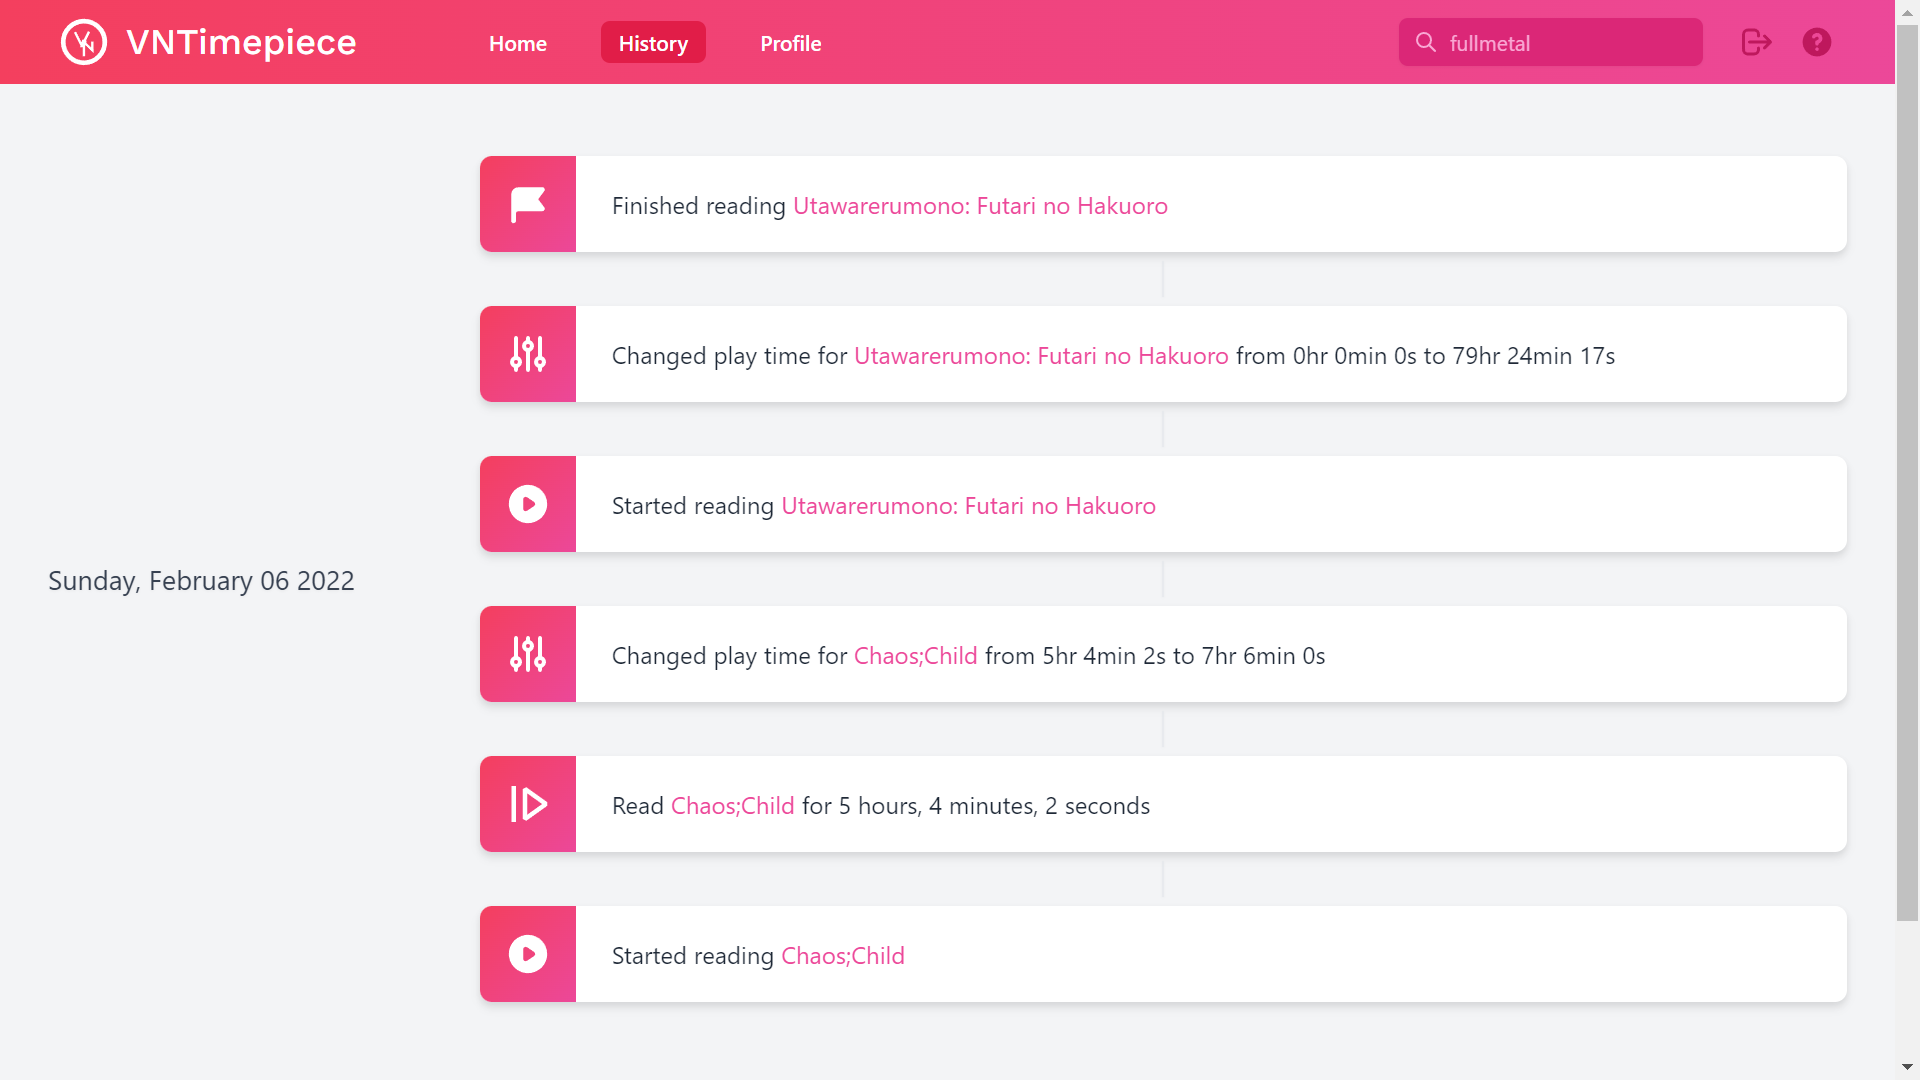 VNTimepiece
Home
History
Profile
fullmetal
Finished reading Utawarerumono: Futari no Hakuoro
Changed play time for Utawarerumono: Futari no Hakuoro from 0hr 0min 0s to 79hr 24min 17s
Started reading Utawarerumono: Futari no Hakuoro
Sunday, February 06 2022
Changed play time for Chaos;Child from 5hr 4min 2s to 7hr 6min 0s
Read Chaos;Child for 5 hours, 4 minutes, 2 seconds
Started reading Chaos;Child